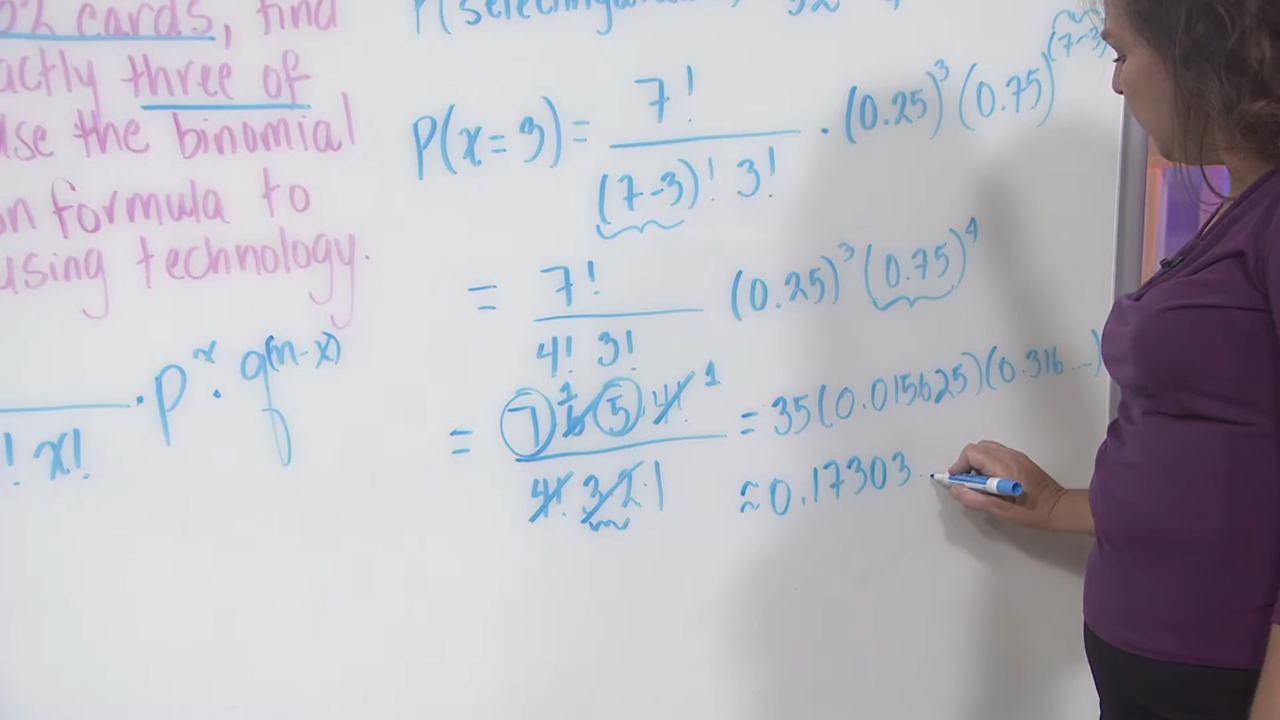 52 cards, find
actly three of
use the binomial
on formula to
using technology.
! x! · p^x · q^(n-x)
P(selecting
P(x=3) = 7! / (7-3)! 3! · (0.25)^3 (0.75)^(7-3)
= 7! / 4! 3! (0.25)^3 (0.75)^4
= 7 · 6 · 5 · 4! / 4! · 3 · 2 · 1 = 35(0.015625)(0.316...)
≈ 0.17303